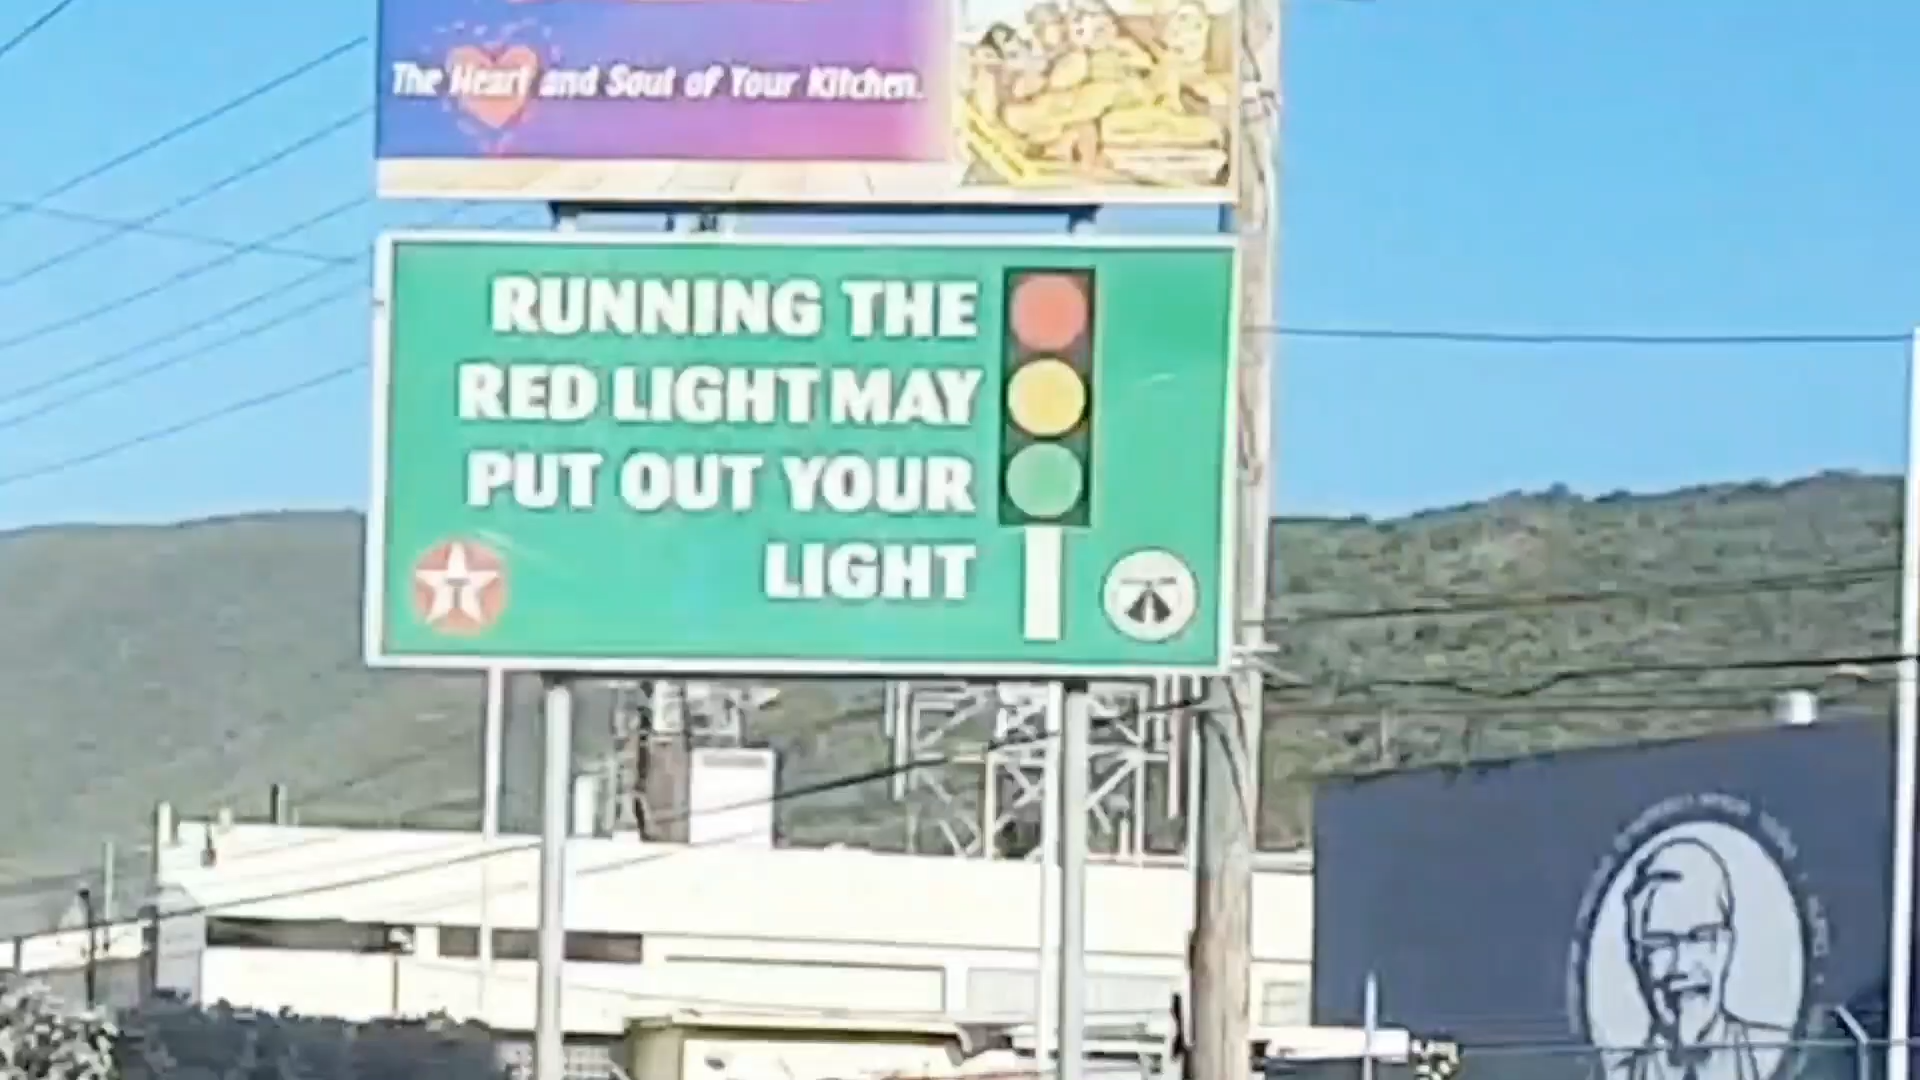 The Heart and Soul of Your Kitchen.
RUNNING THE
RED LIGHT MAY
PUT OUT YOUR
LIGHT
T